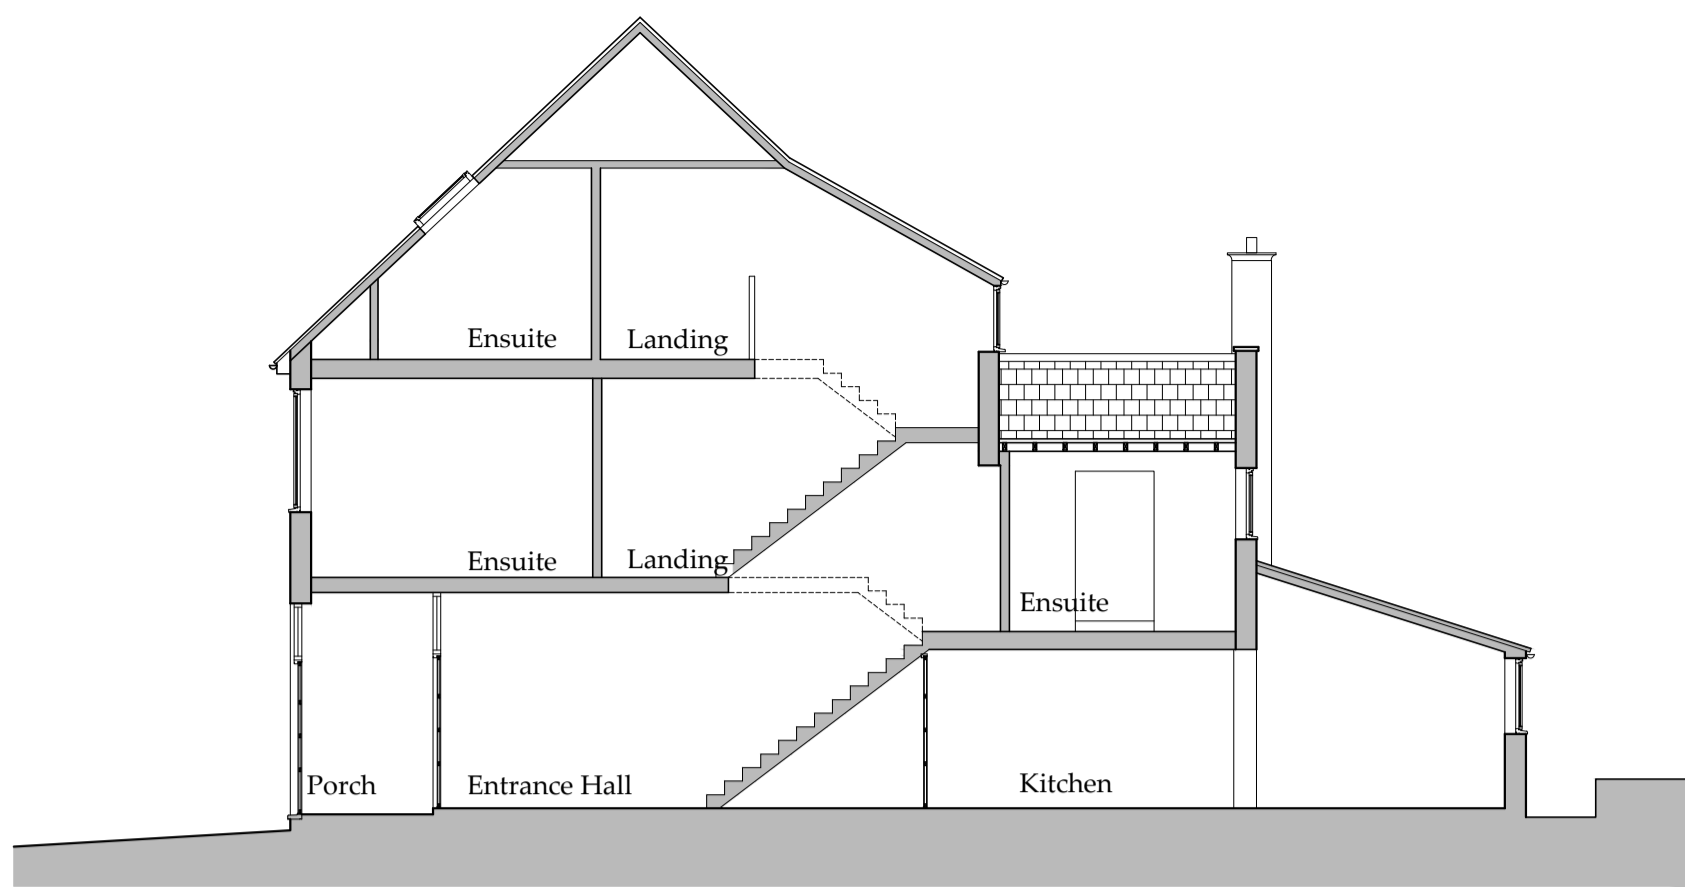 Ensuite
Landing
Ensuite
Landing
Ensuite
Porch
Entrance Hall
Kitchen